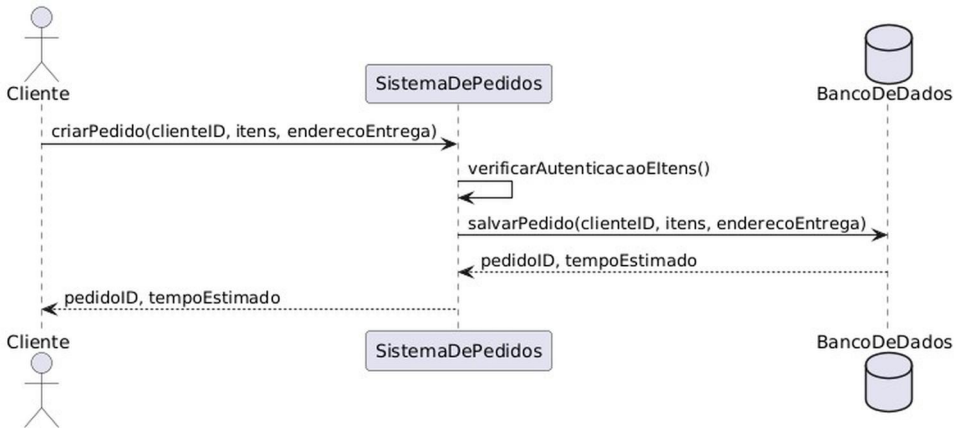 Cliente
SistemaDePedidos
BancoDeDados
criarPedido(clienteID, itens, enderecoEntrega)
verificarAutenticacaoEItens()
salvarPedido(clienteID, itens, enderecoEntrega)
pedidoID, tempoEstimado
pedidoID, tempoEstimado
Cliente
SistemaDePedidos
BancoDeDados